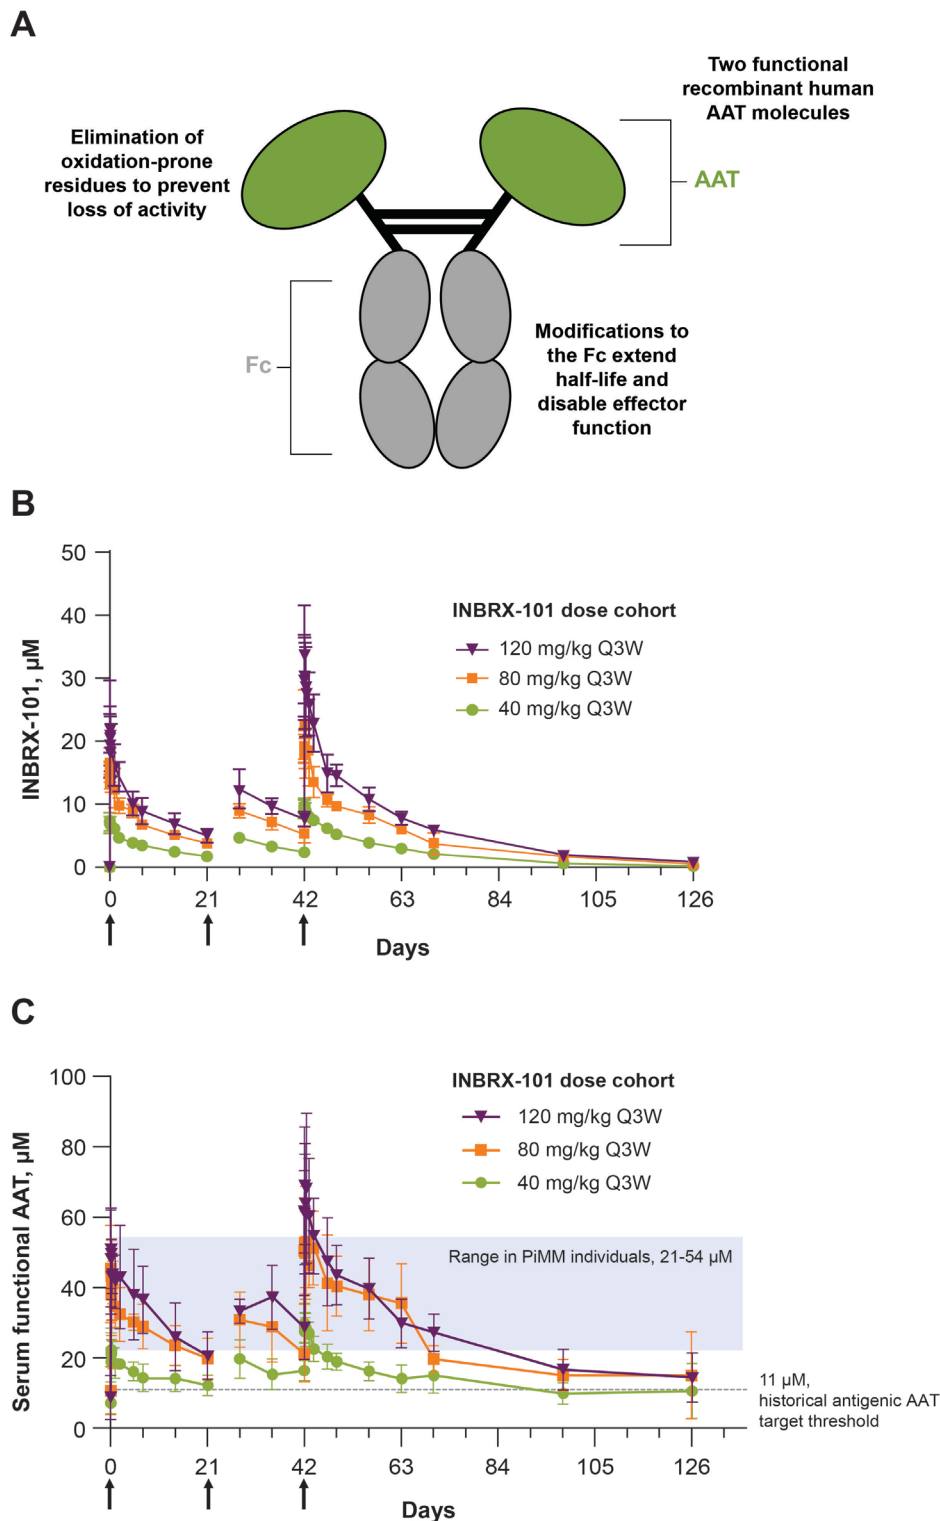 A
Two functional
recombinant human
AAT molecules
Elimination of
oxidation-prone
residues to prevent
loss of activity
AAT
Fc
Modifications to
the Fc extend
half-life and
disable effector
function
B
INBRX-101, µM
50
40
30
20
10
0
INBRX-101 dose cohort
120 mg/kg Q3W
80 mg/kg Q3W
40 mg/kg Q3W
0 21 42 63 84 105 126
Days
C
Serum functional AAT, µM
100
80
60
40
20
0
INBRX-101 dose cohort
120 mg/kg Q3W
80 mg/kg Q3W
40 mg/kg Q3W
Range in PiMM individuals, 21-54 µM
11 µM,
historical antigenic AAT
target threshold
0 21 42 63 84 105 126
Days